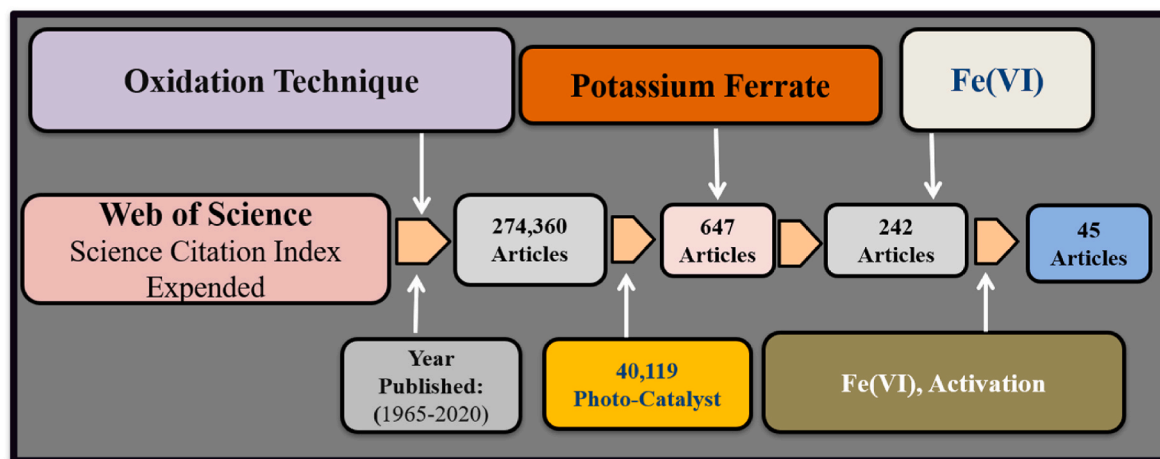 Oxidation Technique
Potassium Ferrate
Fe(VI)
Web of Science
Science Citation Index
Expended
274,360
Articles
647
Articles
242
Articles
45
Articles
Year
Published:
(1965-2020)
40,119
Photo-Catalyst
Fe(VI), Activation